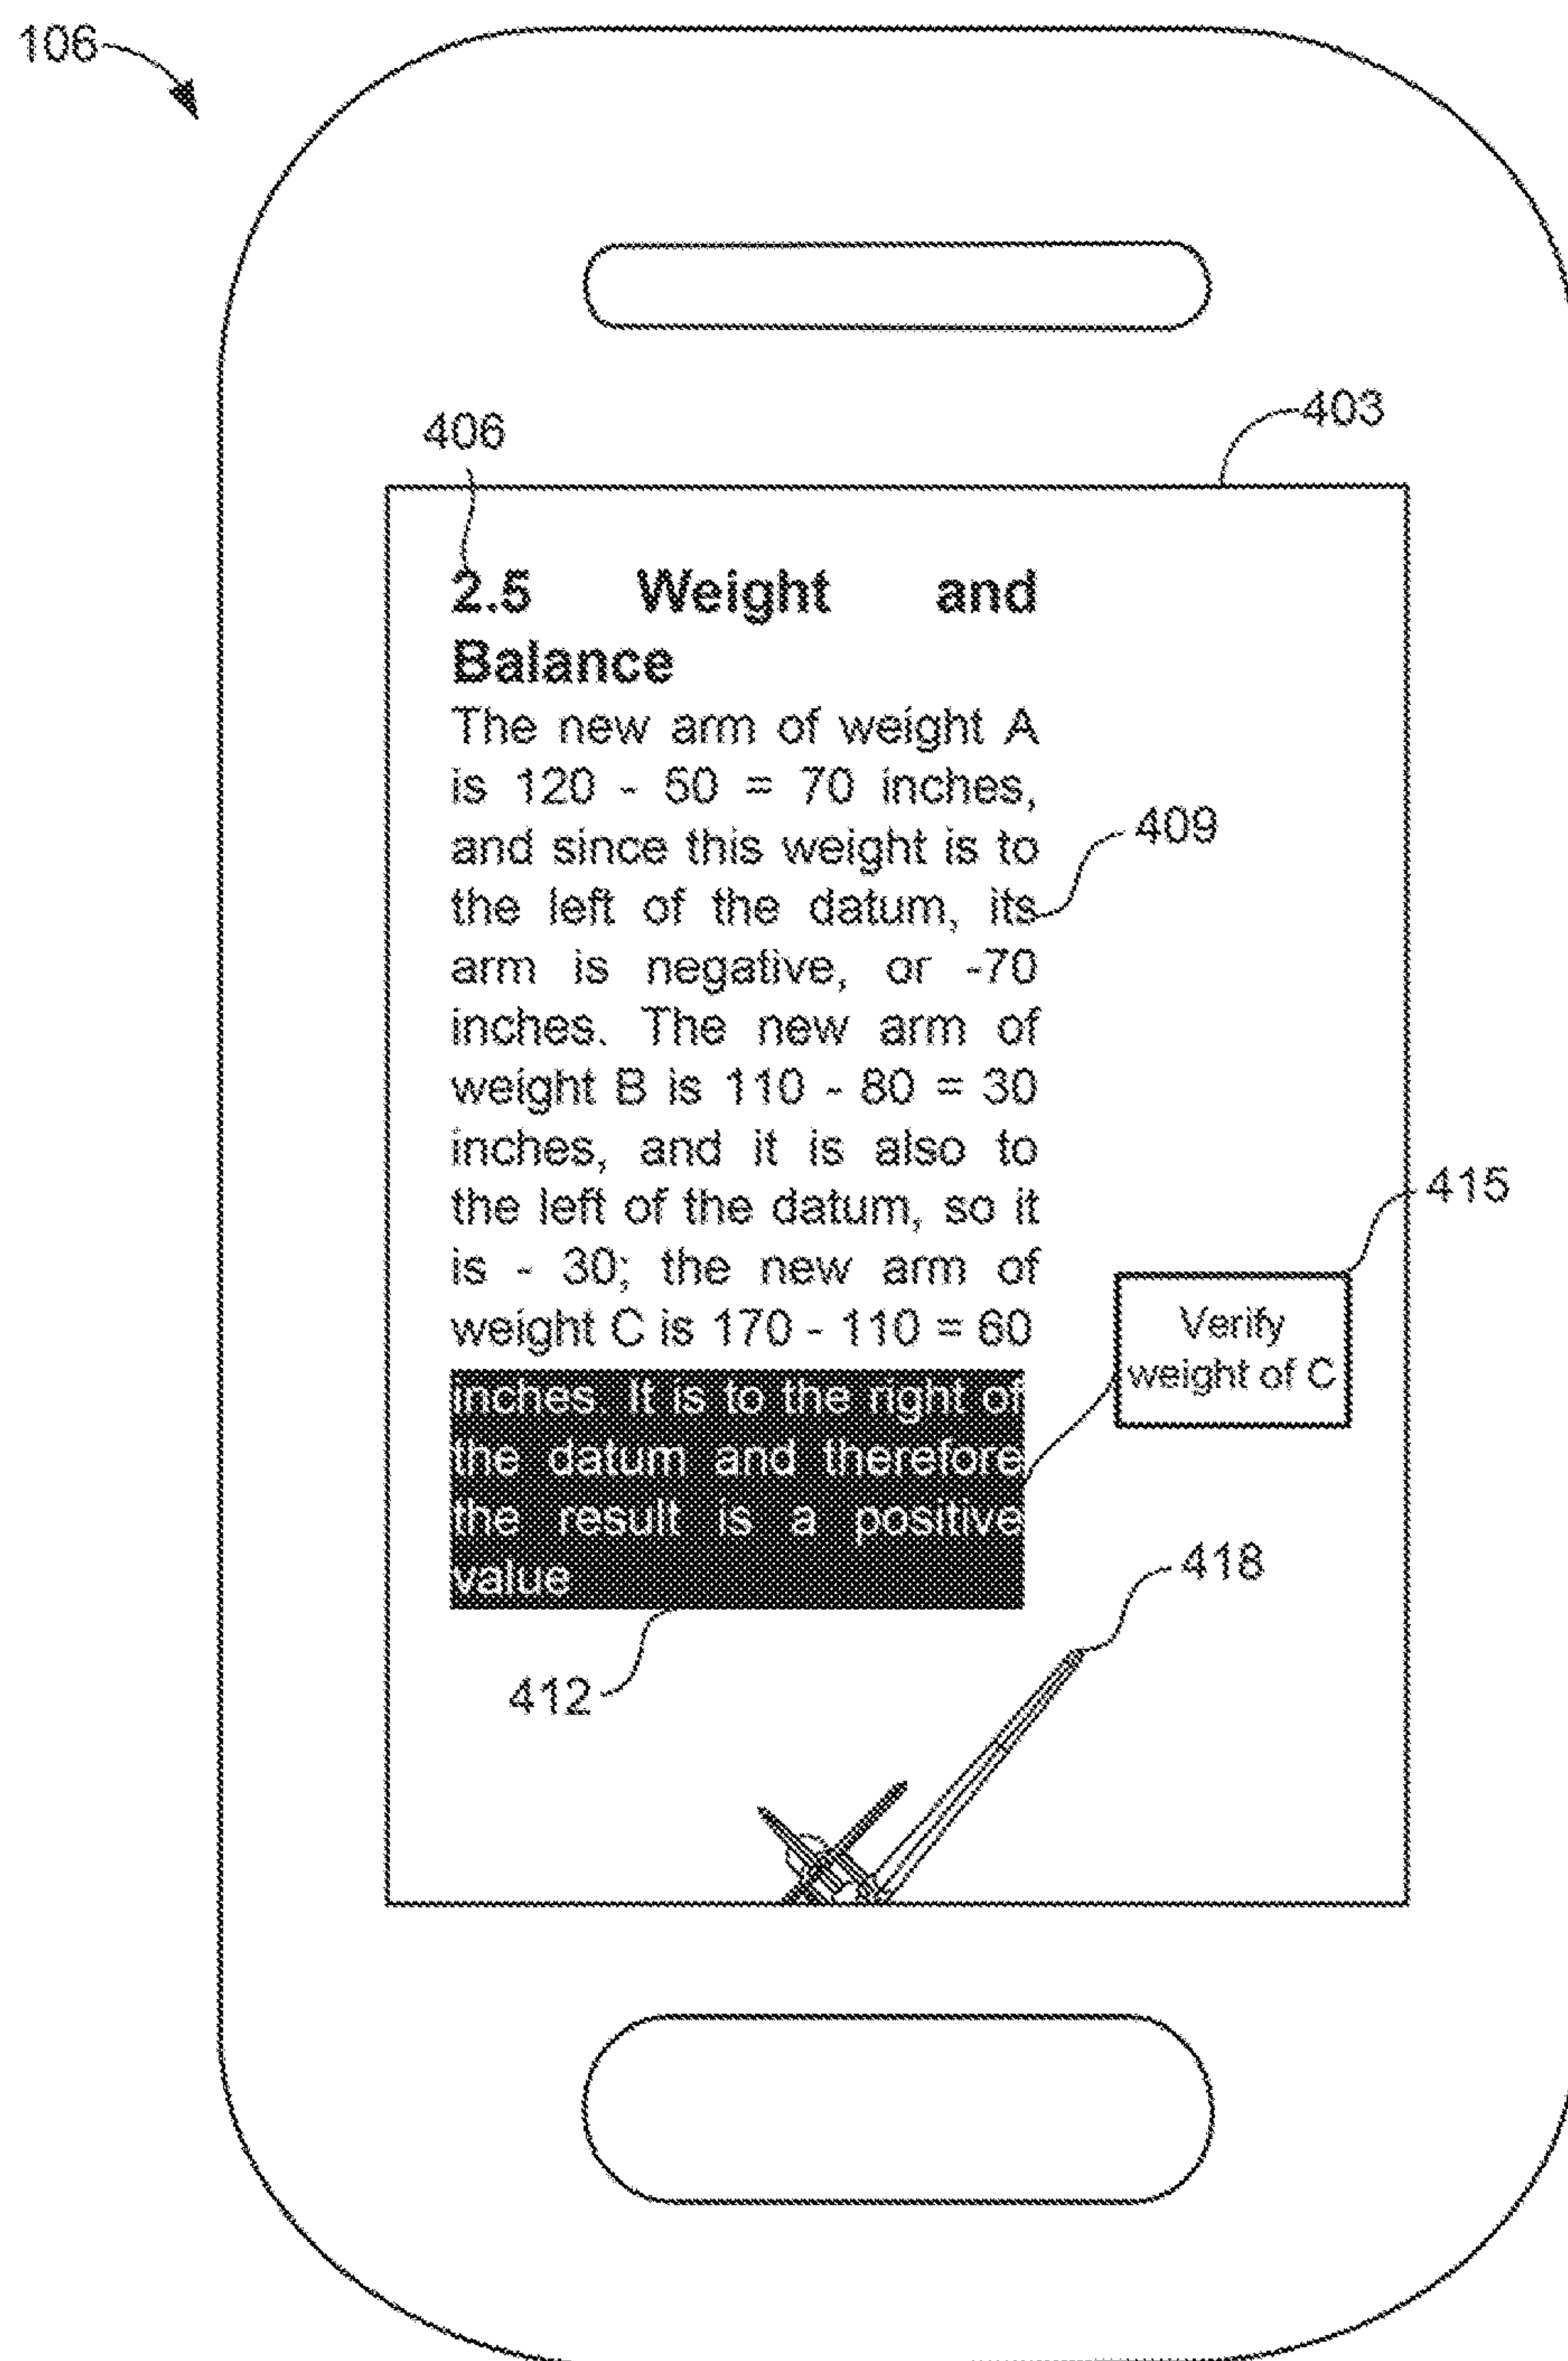 106
403
406
2.5 Weight and
Balance
The new arm of weight A
is 120 - 50 = 70 inches,
and since this weight is to
409
the left of the datum, its
arm is negative, or -70
inches. The new arm of
weight B is 110 - 80 = 30
inches, and it is also to
415
the left of the datum, so it
is - 30; the new arm of
weight C is 170 - 110 = 60
Verify
weight of C
inches. It is to the right of
the datum and therefore
the result is a positive
value
418
412